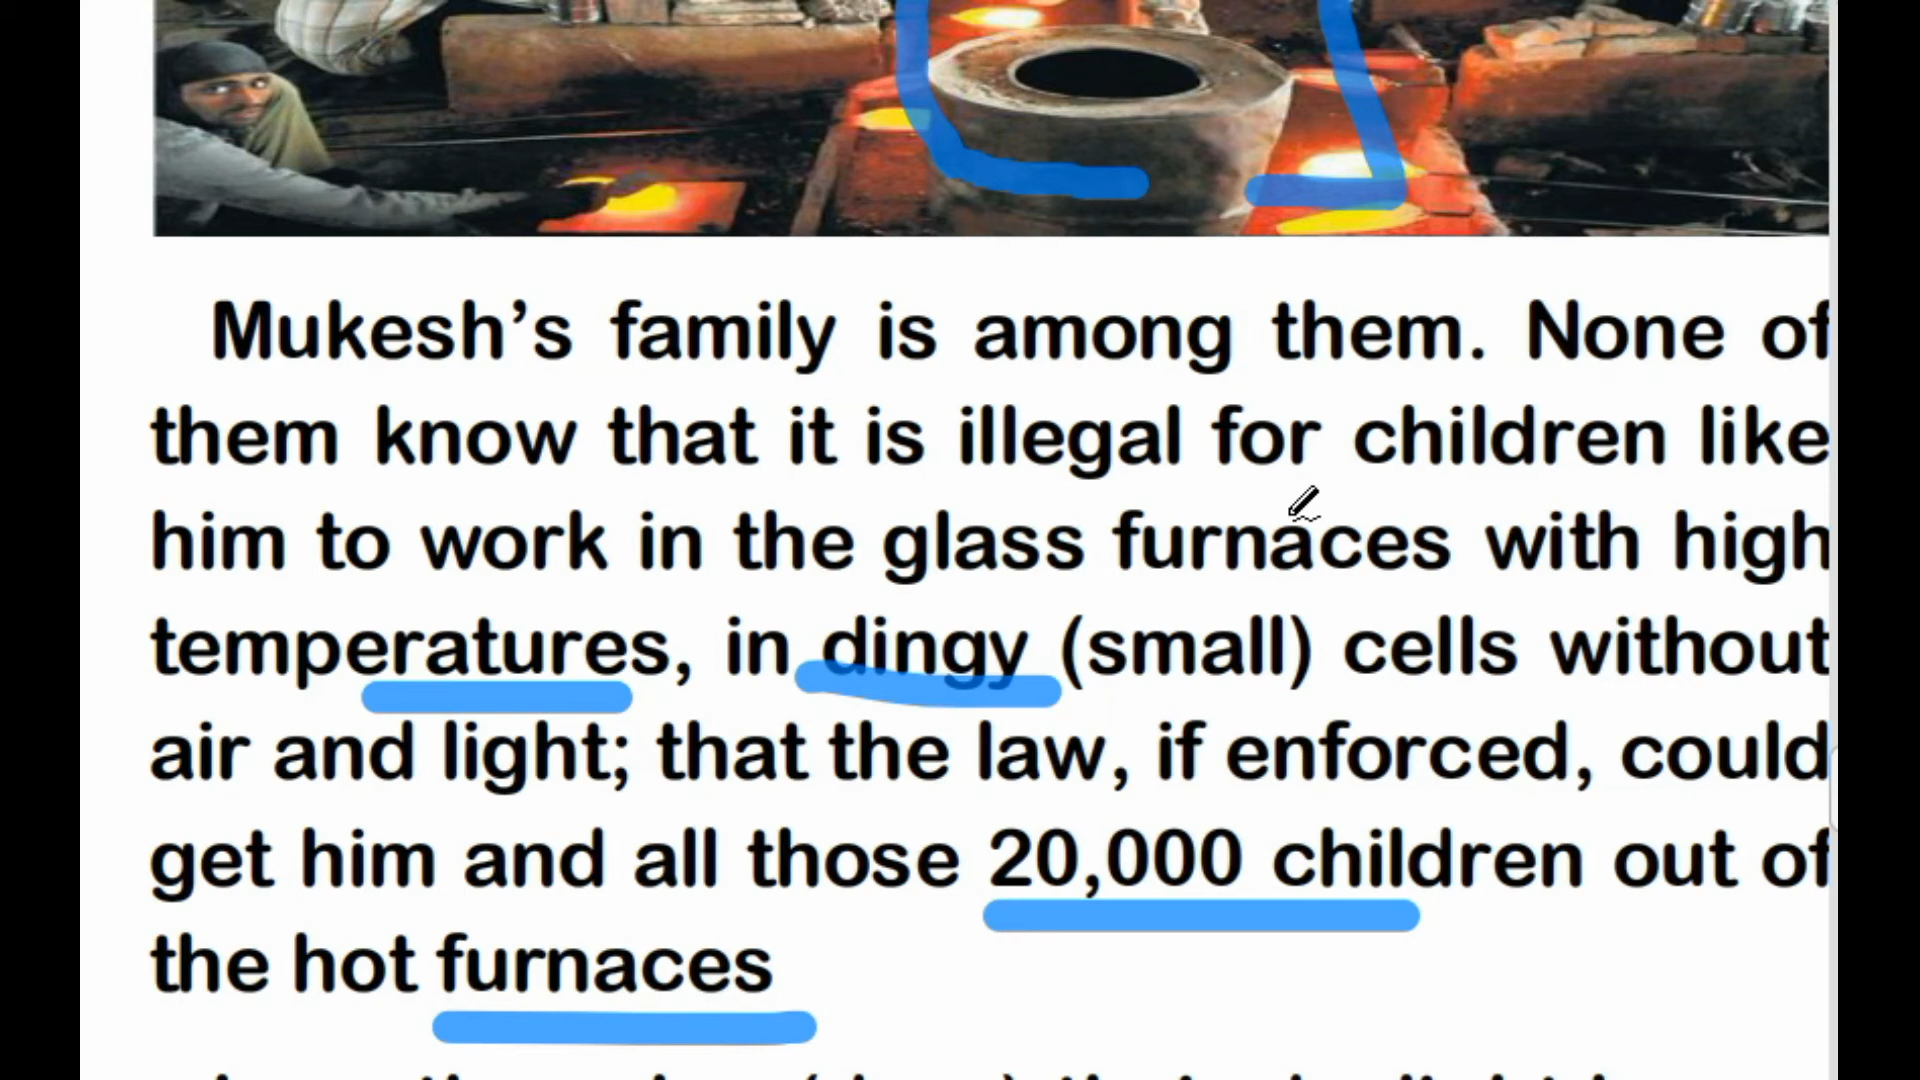 Mukesh’s family is among them. None of
them know that it is illegal for children like
him to work in the glass furnaces with high
temperatures, in dingy (small) cells without
air and light; that the law, if enforced, could
get him and all those 20,000 children out of
the hot furnaces